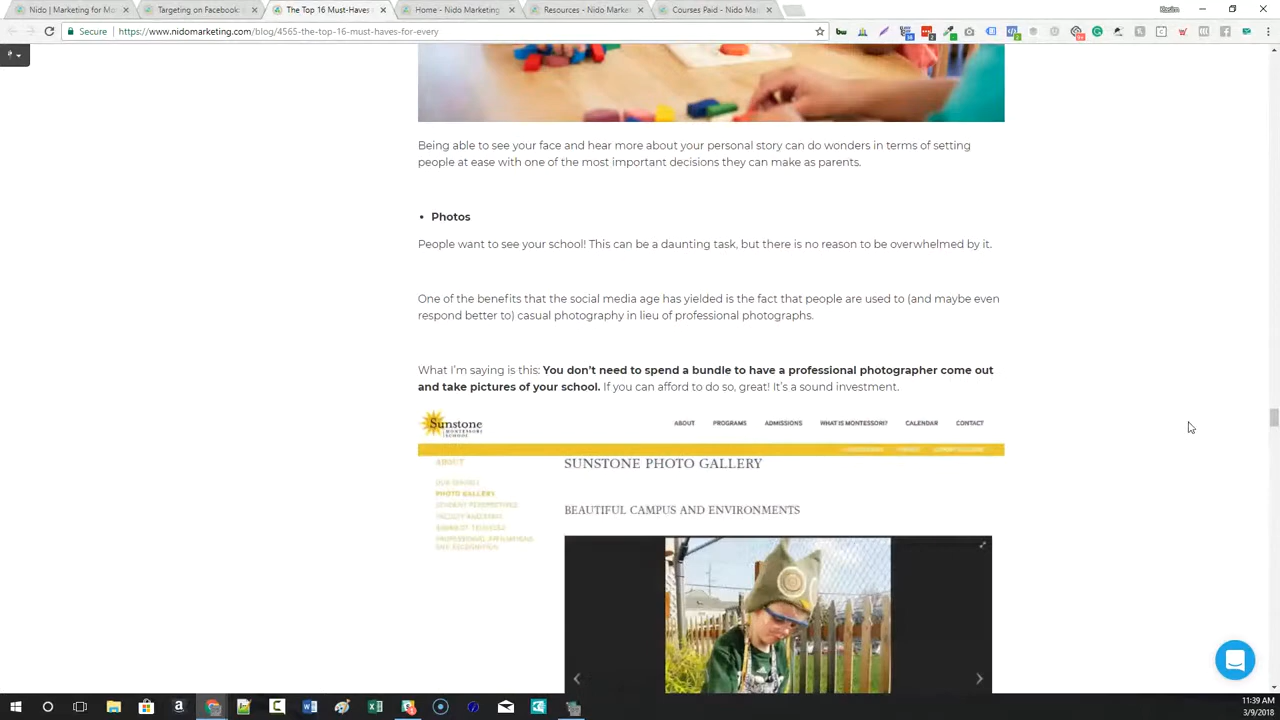 Nido | Marketing for Mo
Targeting on Facebook:
The Top 16 Must-Haves
Home - Nido Marketing
Resources - Nido Market
Courses Paid - Nido Mar
Secure
https://www.nidomarketing.com/blog/4565-the-top-16-must-haves-for-every
Being able to see your face and hear more about your personal story can do wonders in terms of setting
people at ease with one of the most important decisions they can make as parents.
• Photos
People want to see your school! This can be a daunting task, but there is no reason to be overwhelmed by it.
One of the benefits that the social media age has yielded is the fact that people are used to (and maybe even
respond better to) casual photography in lieu of professional photographs.
What I'm saying is this: You don't need to spend a bundle to have a professional photographer come out
and take pictures of your school. If you can afford to do so, great! It's a sound investment.
Sunstone
MONTESSORI
SCHOOL
ABOUT PROGRAMS ADMISSIONS WHAT IS MONTESSORI? CALENDAR CONTACT
ABOUT
SUNSTONE PHOTO GALLERY
PHOTO GALLERY
BEAUTIFUL CAMPUS AND ENVIRONMENTS
11:39 AM
3/9/2018